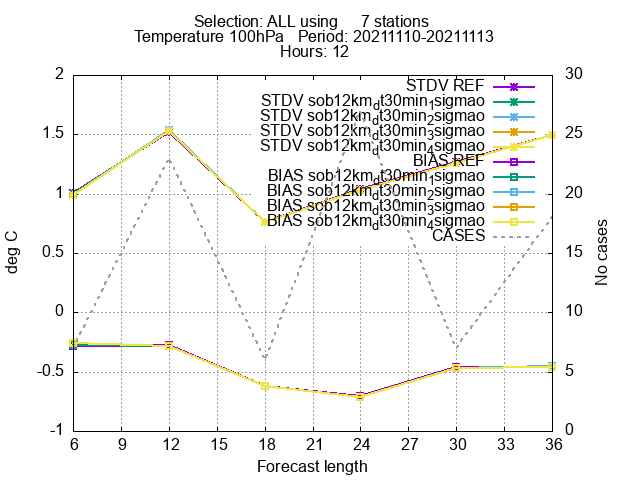 Selection: ALL using 7 stations
Temperature 100hPa Period: 20211110-20211113
Hours: 12
STDV REF
STDV sob12km_dt30min_1sigmao
STDV sob12km_dt30min_2sigmao
STDV sob12km_dt30min_3sigmao
STDV sob12km_dt30min_4sigmao
BIAS REF
BIAS sob12km_dt30min_1sigmao
BIAS sob12km_dt30min_2sigmao
BIAS sob12km_dt30min_3sigmao
BIAS sob12km_dt30min_4sigmao
CASES
2
1.5
1
0.5
0
-0.5
-1
deg C
30
25
20
15
10
5
0
No cases
6 9 12 15 18 21 24 27 30 33 36
Forecast length